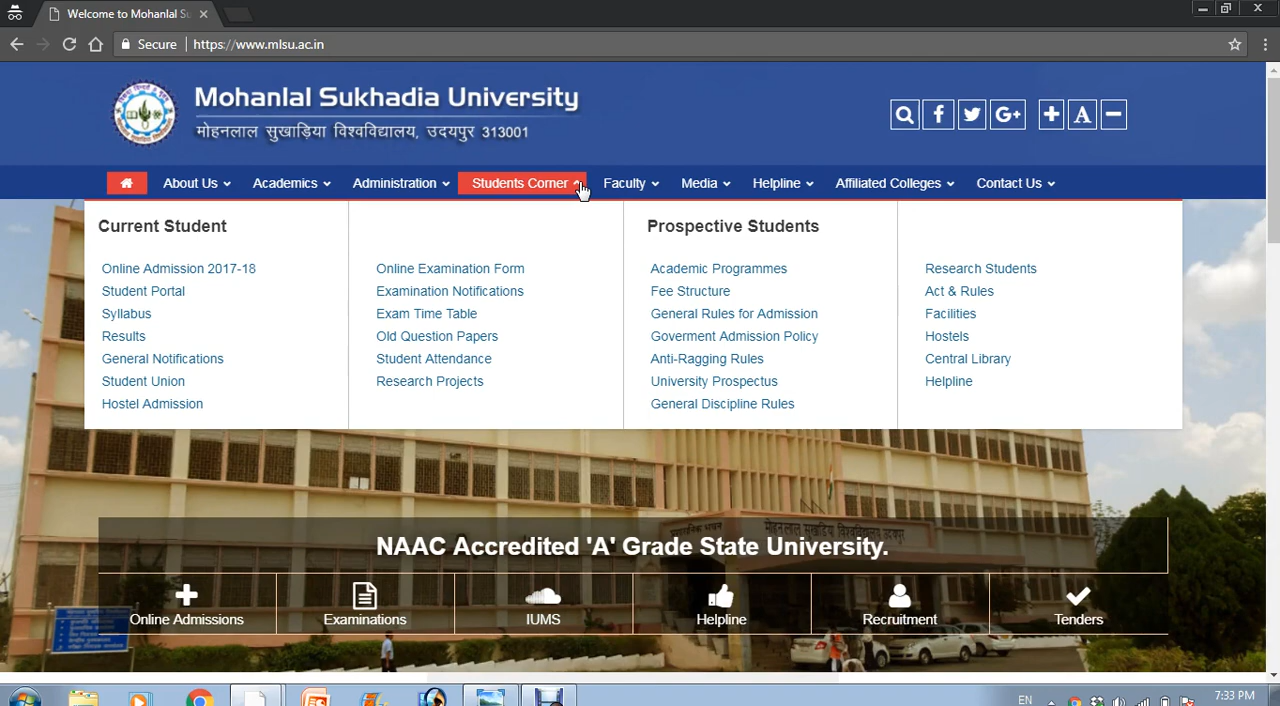 Welcome to Mohanlal Su
Secure https://www.mlsu.ac.in
Mohanlal Sukhadia University
मोहनलाल सुखाड़िया विश्वविद्यालय, उदयपुर 313001
f G+ A
About Us Academics Administration Students Corner Faculty Media Helpline Affiliated Colleges Contact Us
Current Student
Online Admission 2017-18
Student Portal
Syllabus
Results
General Notifications
Student Union
Hostel Admission
Online Examination Form
Examination Notifications
Exam Time Table
Old Question Papers
Student Attendance
Research Projects
Prospective Students
Academic Programmes
Fee Structure
General Rules for Admission
Goverment Admission Policy
Anti-Ragging Rules
University Prospectus
General Discipline Rules
Research Students
Act & Rules
Facilities
Hostels
Central Library
Helpline
मोहनलाल सुखाड़िया विश्वविद्यालय, उदयपुर
NAAC Accredited 'A' Grade State University.
Online Admissions Examinations IUMS Helpline Recruitment Tenders
EN 7:33 PM